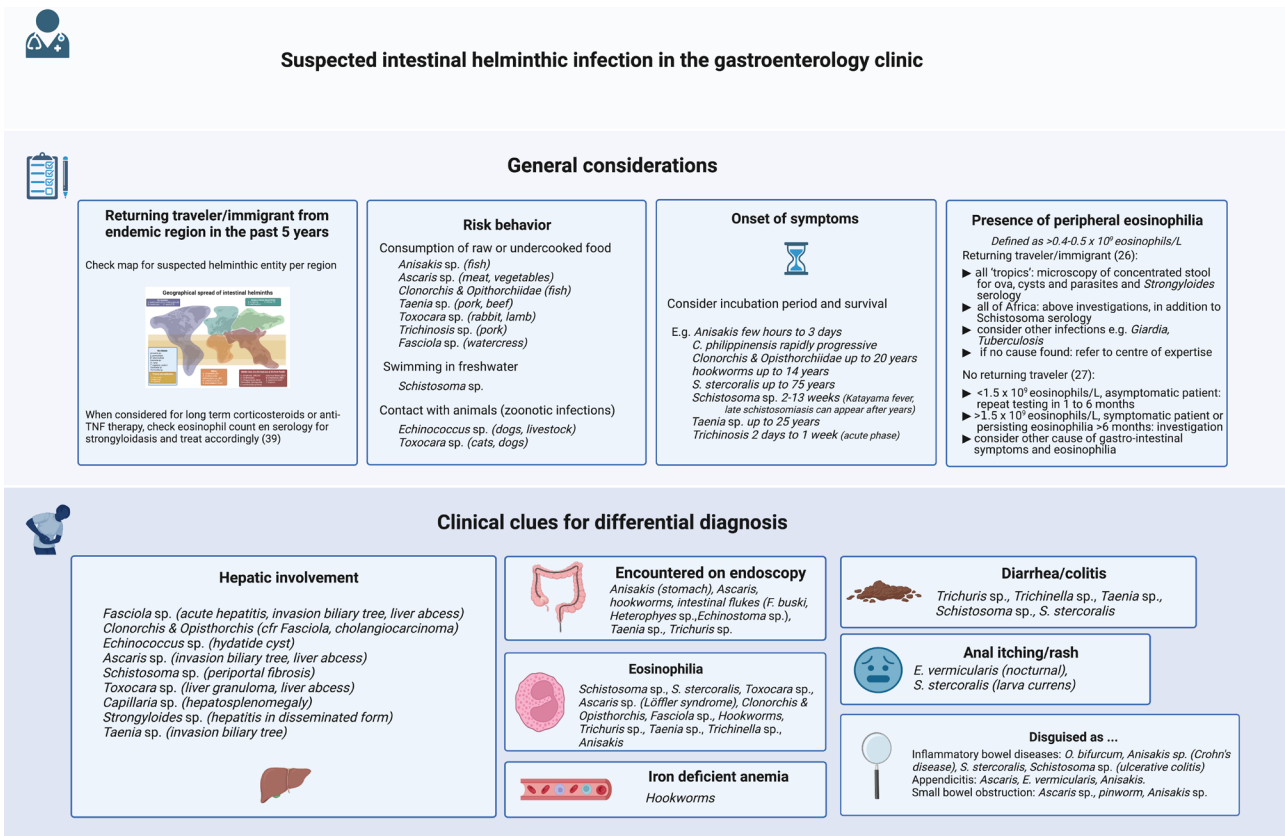 Suspected intestinal helminthic infection in the gastroenterology clinic
General considerations
Returning traveler/immigrant from
endemic region in the past 5 years
Check map for suspected helminthic entity per region
Geographical spread of intestinal helminths
When considered for long term corticosteroids or anti-
TNF therapy, check eosinophil count en serology for
strongyloidasis and treat accordingly (39)
Risk behavior
Consumption of raw or undercooked food
Anisakis sp. (fish)
Ascaris sp. (meat, vegetables)
Clonorchis & Opithorchiidae (fish)
Taenia sp. (pork, beef)
Toxocara sp. (rabbit, lamb)
Trichinosis sp. (pork)
Fasciola sp. (watercress)
Swimming in freshwater
Schistosoma sp.
Contact with animals (zoonotic infections)
Echinococcus sp. (dogs, livestock)
Toxocara sp. (cats, dogs)
Onset of symptoms
Consider incubation period and survival
E.g. Anisakis few hours to 3 days
C. philippinensis rapidly progressive
Clonorchis & Opisthorchiidae up to 20 years
hookworms up to 14 years
S. stercoralis up to 75 years
Schistosoma sp. 2-13 weeks (Katayama fever,
late schistosomiasis can appear after years)
Taenia sp. up to 25 years
Trichinosis 2 days to 1 week (acute phase)
Presence of peripheral eosinophilia
Defined as >0.4-0.5 x 10⁹ eosinophils/L
Returning traveler/immigrant (26):
▶ all 'tropics': microscopy of concentrated stool
for ova, cysts and parasites and Strongyloides
serology
▶ all of Africa: above investigations, in addition to
Schistosoma serology
▶ consider other infections e.g. Giardia,
Tuberculosis
▶ if no cause found: refer to centre of expertise
No returning traveler (27):
▶ <1.5 x 10⁹ eosinophils/L, asymptomatic patient:
repeat testing in 1 to 6 months
▶ >1.5 x 10⁹ eosinophils/L, symptomatic patient or
persisting eosinophilia >6 months: investigation
▶ consider other cause of gastro-intestinal
symptoms and eosinophilia
Clinical clues for differential diagnosis
Hepatic involvement
Fasciola sp. (acute hepatitis, invasion biliary tree, liver abcess)
Clonorchis & Opisthorchis (cfr Fasciola, cholangiocarcinoma)
Echinococcus sp. (hydatide cyst)
Ascaris sp. (invasion biliary tree, liver abcess)
Schistosoma sp. (periportal fibrosis)
Toxocara sp. (liver granuloma, liver abcess)
Capillaria sp. (hepatosplenomegaly)
Strongyloides sp. (hepatitis in disseminated form)
Taenia sp. (invasion biliary tree)
Encountered on endoscopy
Anisakis (stomach), Ascaris,
hookworms, intestinal flukes (F. buski,
Heterophyes sp.,Echinostoma sp.),
Taenia sp., Trichuris sp.
Eosinophilia
Schistosoma sp., S. stercoralis, Toxocara sp.,
Ascaris sp. (Löffler syndrome), Clonorchis &
Opisthorchis, Fasciola sp., Hookworms,
Trichuris sp., Taenia sp., Trichinella sp.,
Anisakis
Iron deficient anemia
Hookworms
Diarrhea/colitis
Trichuris sp., Trichinella sp., Taenia sp.,
Schistosoma sp., S. stercoralis
Anal itching/rash
E. vermicularis (nocturnal),
S. stercoralis (larva currens)
Disguised as ...
Inflammatory bowel diseases: O. bifurcum, Anisakis sp. (Crohn's
disease), S. stercoralis, Schistosoma sp. (ulcerative colitis)
Appendicitis: Ascaris, E. vermicularis, Anisakis.
Small bowel obstruction: Ascaris sp., pinworm, Anisakis sp.